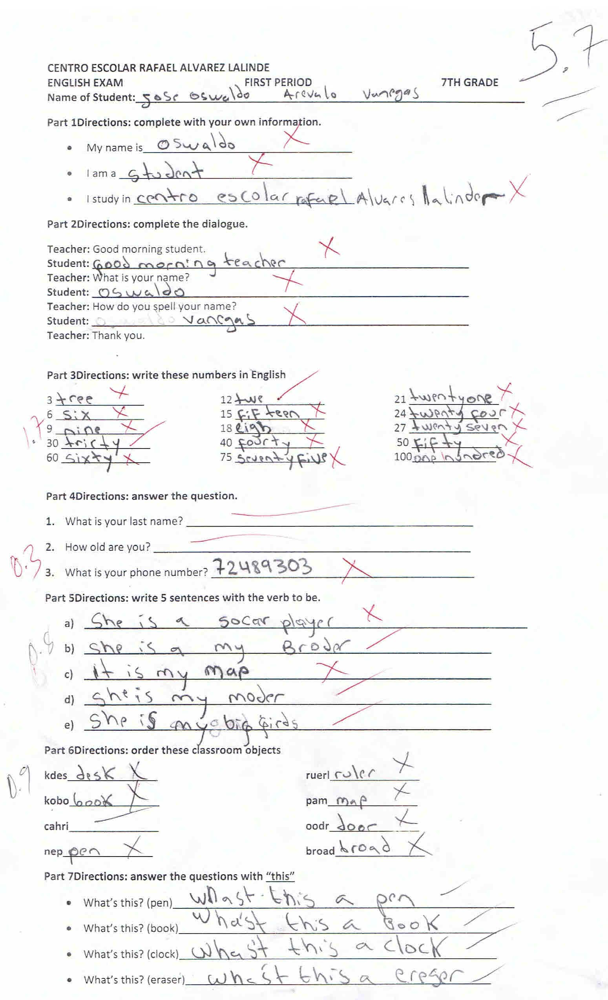 5.7
CENTRO ESCOLAR RAFAEL ALVAREZ LALINDE
ENGLISH EXAM FIRST PERIOD 7TH GRADE
Name of Student: Jose Oswaldo Arevalo Vanegas
Part 1Directions: complete with your own information.
• My name is Oswaldo
• I am a student
• I study in centro escolar rafael Alvares llalinde
Part 2Directions: complete the dialogue.
Teacher: Good morning student.
Student: Good morning teacher
Teacher: What is your name?
Student: Oswaldo
Teacher: How do you spell your name?
Student: Vanegas
Teacher: Thank you.
Part 3Directions: write these numbers in English
3 tree 12 twe 21 twentyone
6 six 15 fifteen 24 twenty four
1.7 9 nine 18 eigh 27 twenty seven
30 tricty 40 fourty 50 fifty
60 sixty 75 seventy five 100 one hundred
Part 4Directions: answer the question.
1. What is your last name?
2. How old are you?
0.3 3. What is your phone number? 72489303
Part 5Directions: write 5 sentences with the verb to be.
a) She is a socar player
0.8 b) she is a my Broder
c) it is my map
d) she is my moder
e) she is my big girds
Part 6Directions: order these classroom objects
0.9 kdes desk ruerl ruler
kobo book pam map
cahri oodr door
nep pen broad broad
Part 7Directions: answer the questions with "this"
• What's this? (pen) whast this a pen
• What's this? (book) wha'st this a Book
• What's this? (clock) wha'st this a clock
• What's this? (eraser) wha'st this a ereser